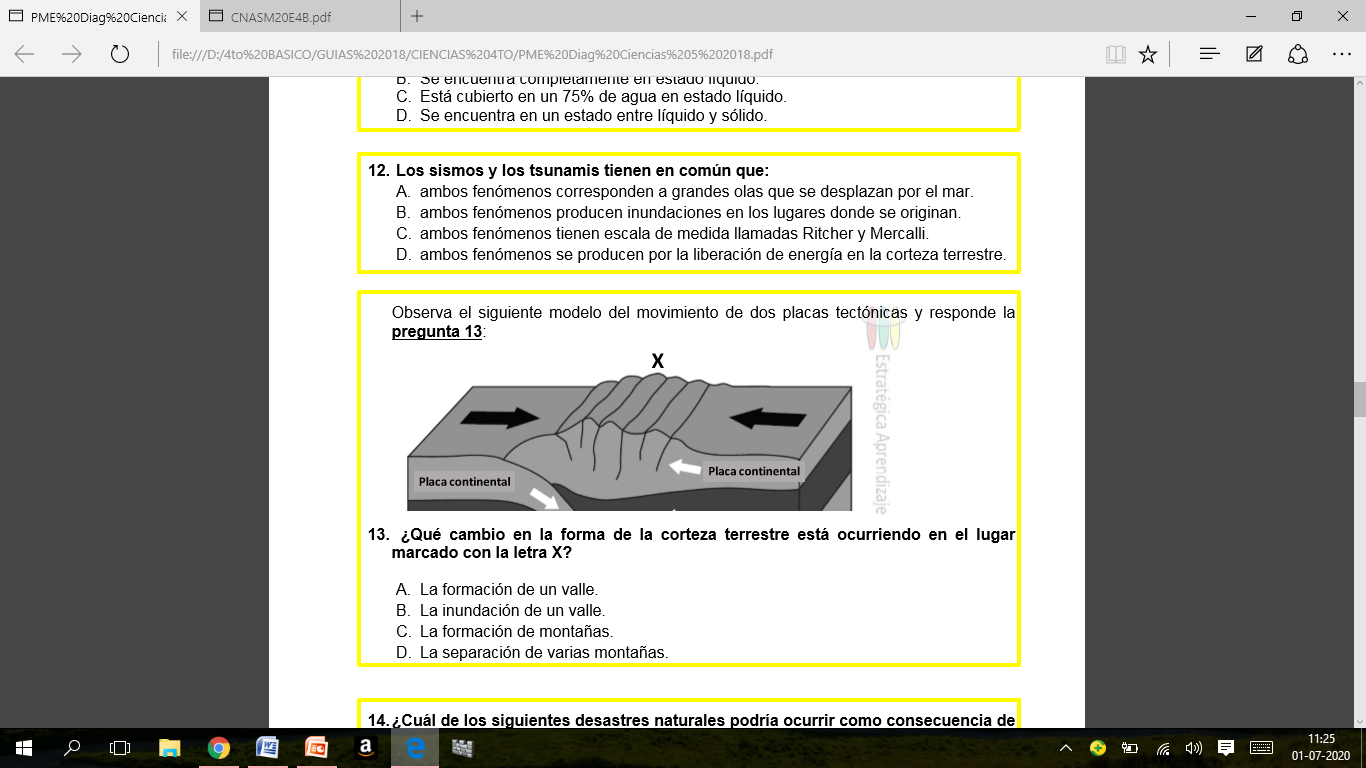 PME%20Diag%20Ciencia
CNASM20E4B.pdf
file:///D:/4to%20BASICO/GUIAS%202018/CIENCIAS%204TO/PME%20Diag%20Ciencias%205%202018.pdf
B. Se encuentra completamente en estado líquido.
C. Está cubierto en un 75% de agua en estado líquido.
D. Se encuentra en un estado entre líquido y sólido.
12. Los sismos y los tsunamis tienen en común que:
A. ambos fenómenos corresponden a grandes olas que se desplazan por el mar.
B. ambos fenómenos producen inundaciones en los lugares donde se originan.
C. ambos fenómenos tienen escala de medida llamadas Ritcher y Mercalli.
D. ambos fenómenos se producen por la liberación de energía en la corteza terrestre.
Observa el siguiente modelo del movimiento de dos placas tectónicas y responde la
pregunta 13:
X
Placa continental
Placa continental
Estratégica Aprendizaje
13. ¿Qué cambio en la forma de la corteza terrestre está ocurriendo en el lugar
marcado con la letra X?
A. La formación de un valle.
B. La inundación de un valle.
C. La formación de montañas.
D. La separación de varias montañas.
14. ¿Cuál de los siguientes desastres naturales podría ocurrir como consecuencia de
11:25
01-07-2020